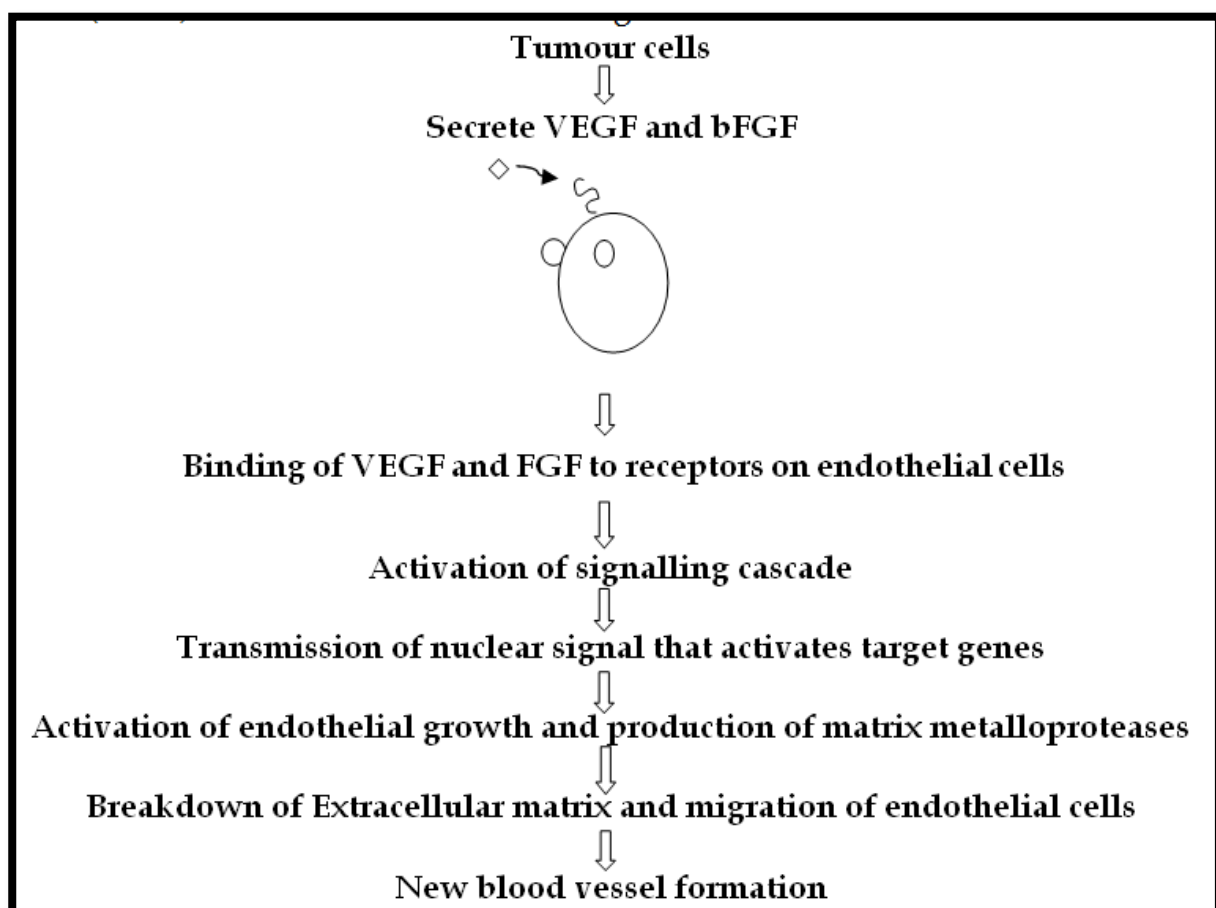 Tumour cells
Secrete VEGF and bFGF
Binding of VEGF and FGF to receptors on endothelial cells
Activation of signalling cascade
Transmission of nuclear signal that activates target genes
Activation of endothelial growth and production of matrix metalloproteases
Breakdown of Extracellular matrix and migration of endothelial cells
New blood vessel formation